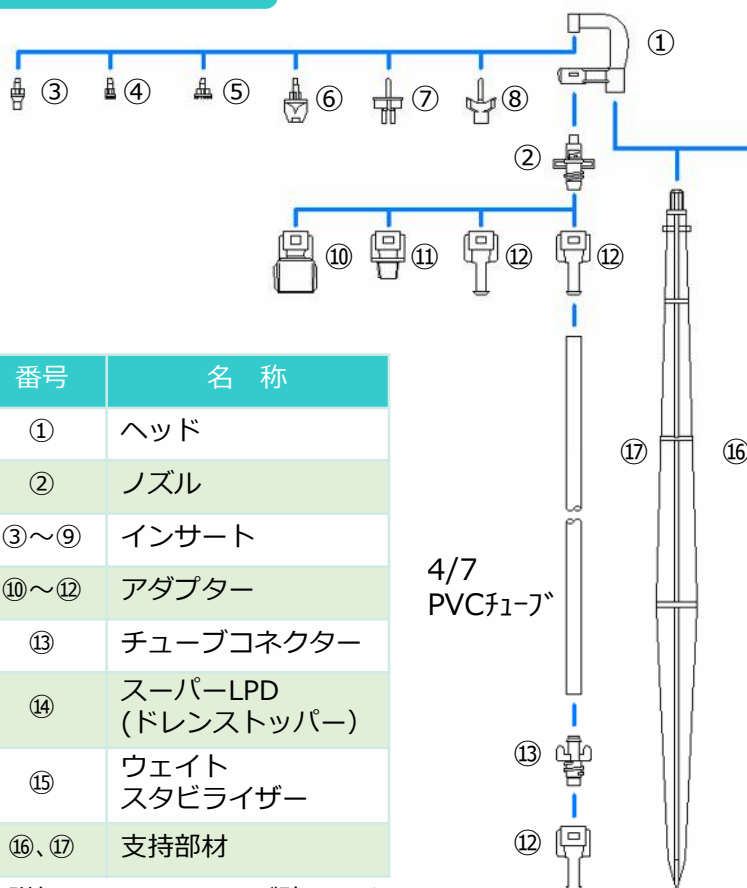 ①
③ ④ ⑤ ⑥ ⑦ ⑧
②
⑩ ⑪ ⑫ ⑫
番号 名 称
① ヘッド
② ノズル
③～⑨ インサート
⑩～⑫ アダプター
⑬ チューブコネクター
⑭ スーパーLPD
(ドレンストッパー）
⑮ ウェイト
スタビライザー
⑯、⑰ 支持部材
⑰ ⑯
4/7
PVCﾁｭｰﾌﾞ
⑬
⑫